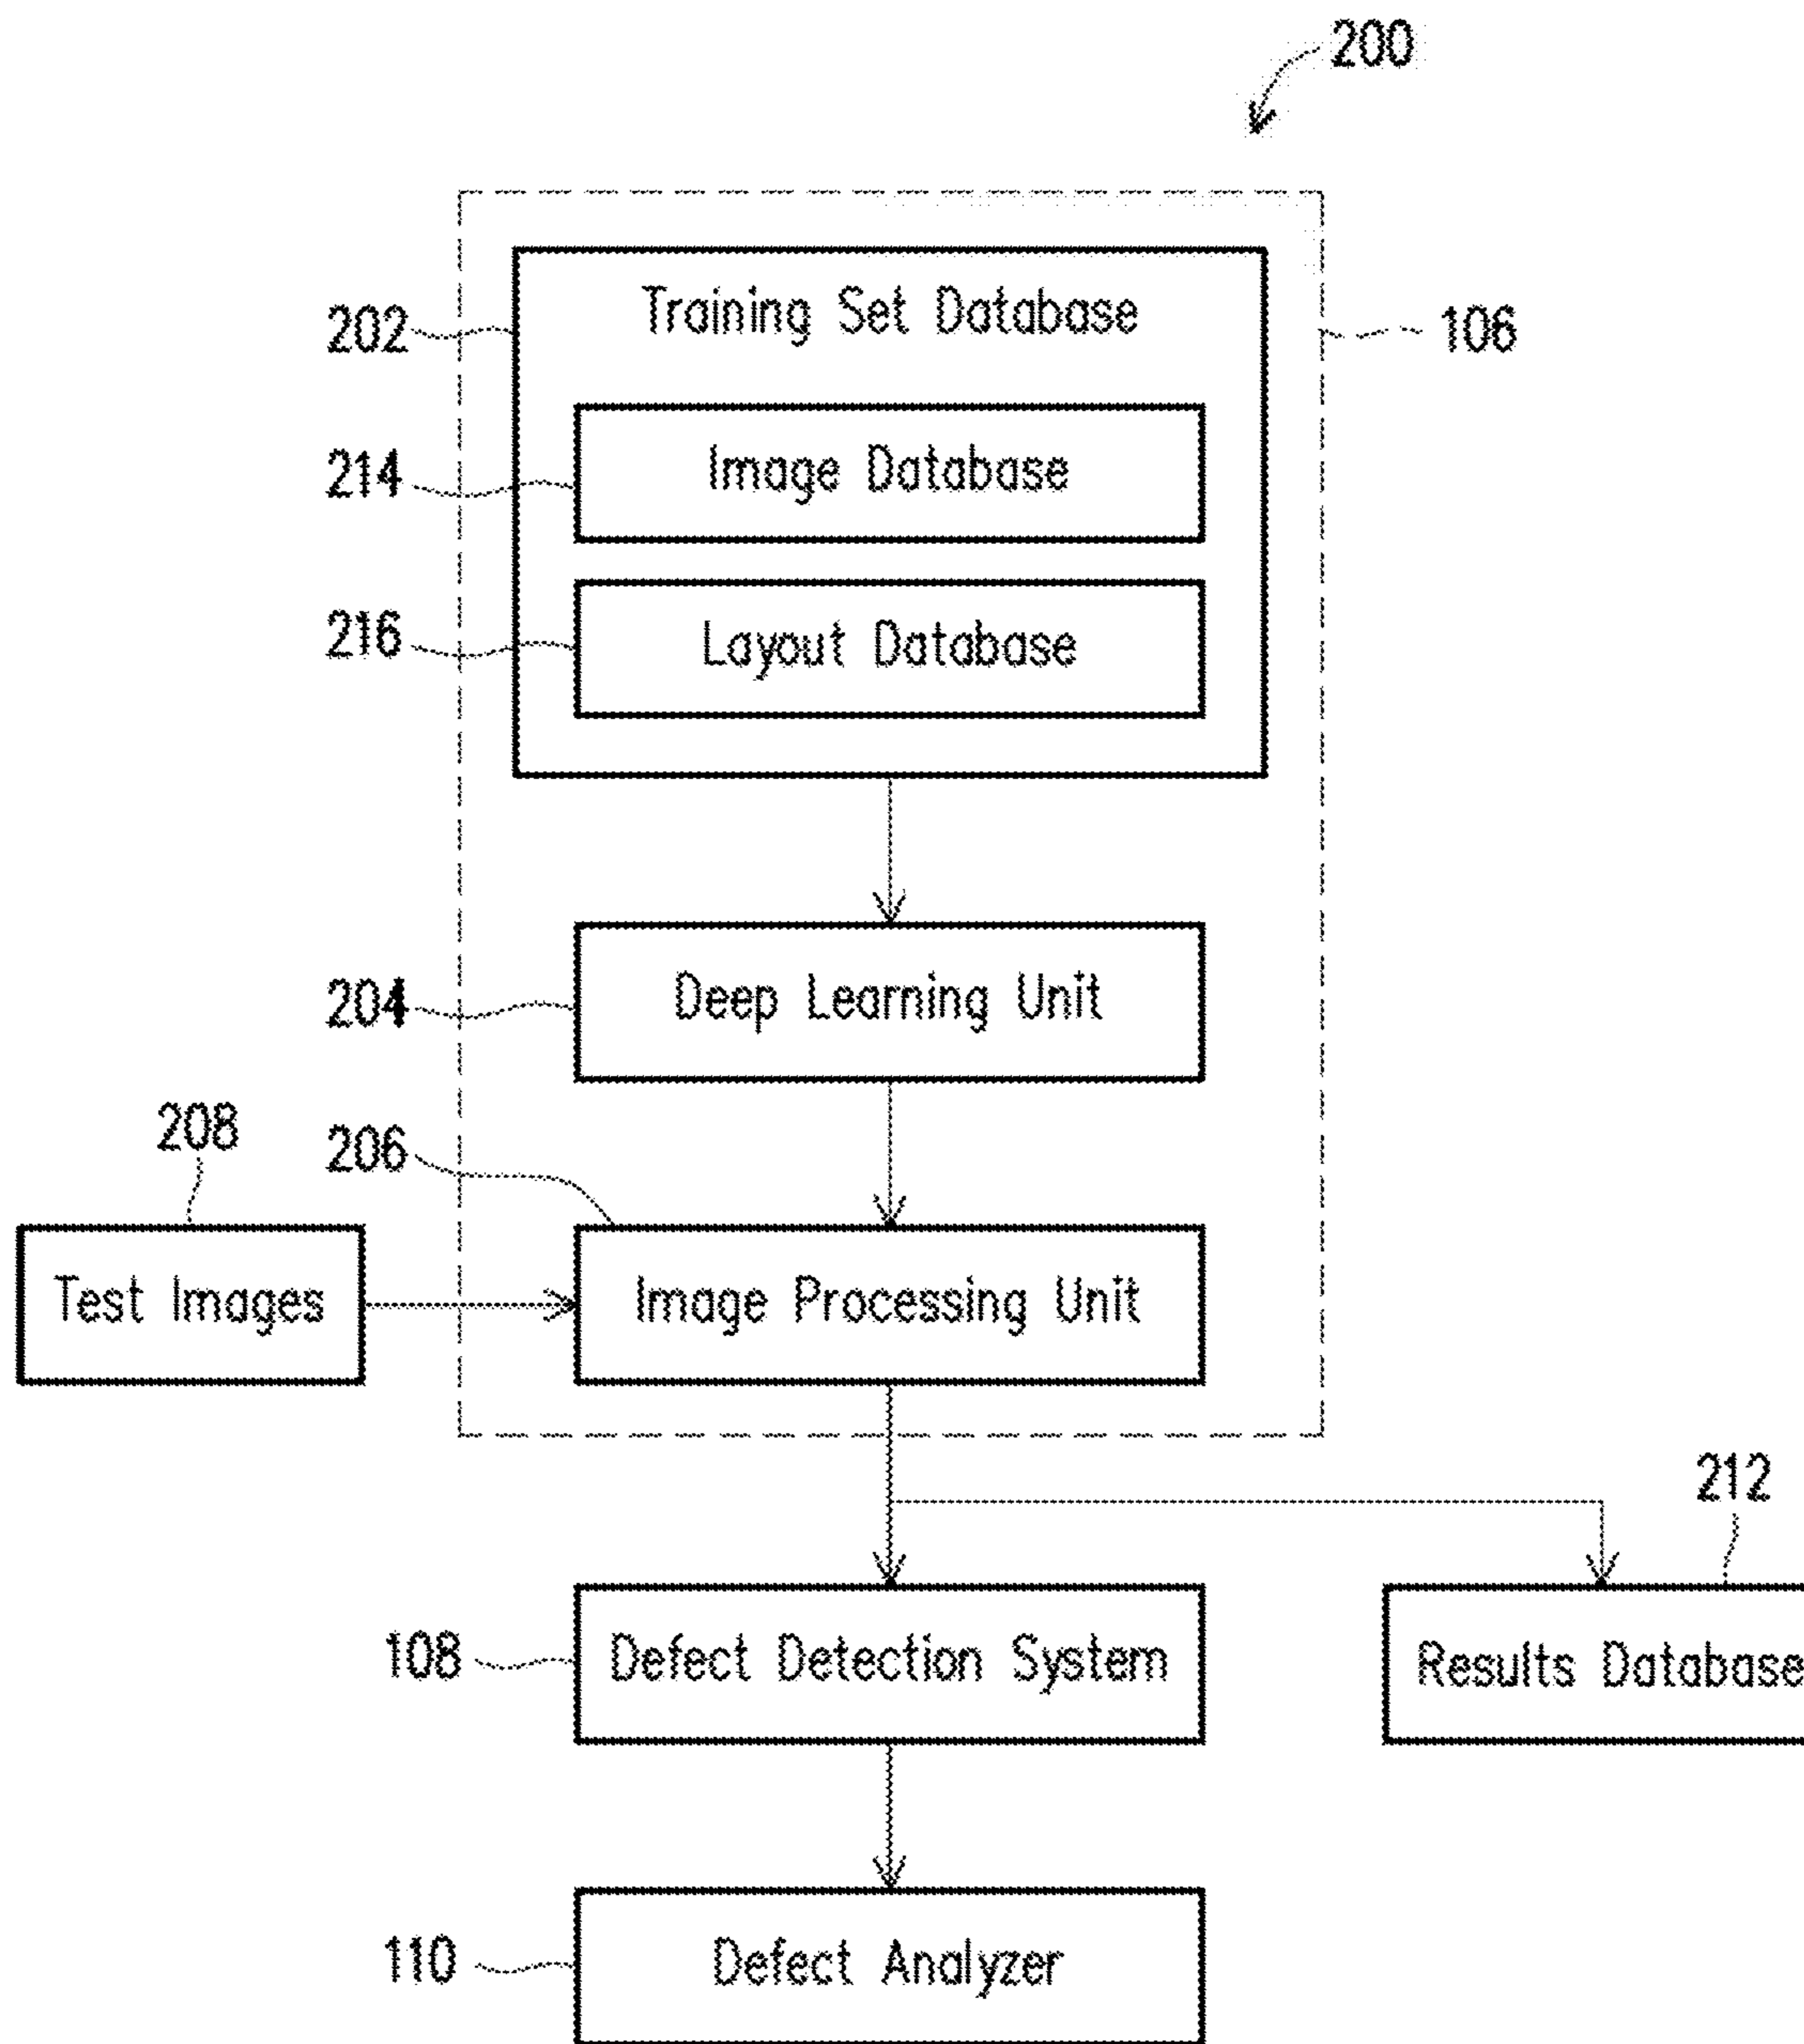 200
202
Training Set Database
106
214
Image Database
216
Layout Database
204
Deep Learning Unit
208
206
Test Images
Image Processing Unit
212
108
Defect Detection System
Results Database
110
Defect Analyzer